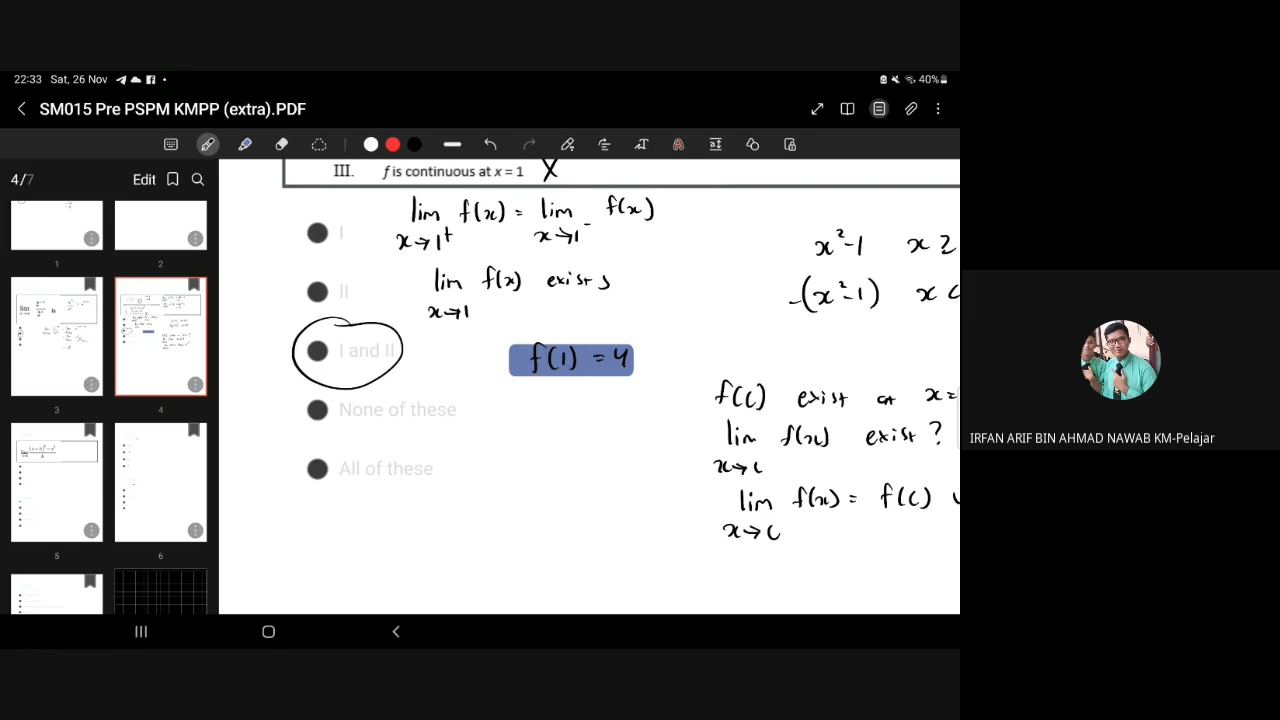 22:33 Sat, 26 Nov
40%
SM015 Pre PSPM KMPP (extra).PDF
4/7
Edit
III. f is continuous at x = 1 X
lim f(x) = lim f(x)
x→1⁺ x→1⁻
I
lim f(x) exists
x→1
II
I and II
f(1) = 4
None of these
All of these
x²-1 x ≥
-(x²-1) x <
f(c) exist at x=
lim f(x) exist ?
x→c
lim f(x) = f(c)
x→c
1
2
3
4
5
6
IRFAN ARIF BIN AHMAD NAWAB KM-Pelajar